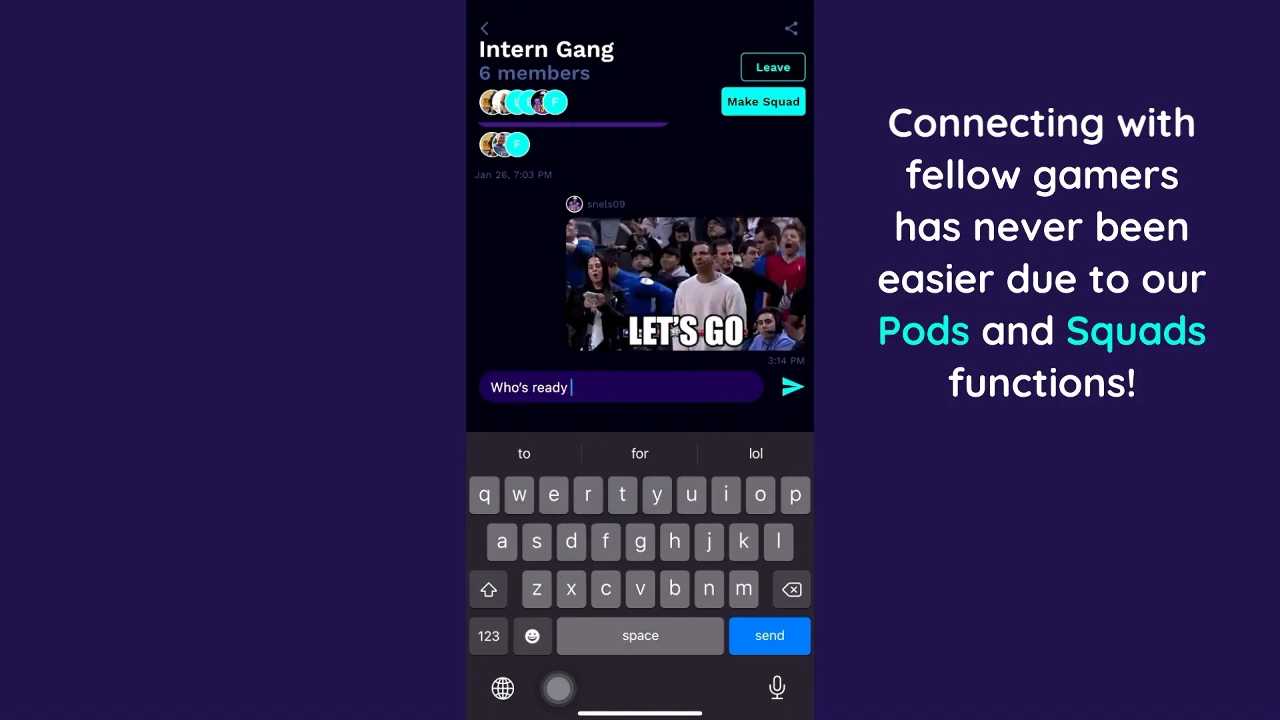 Intern Gang
6 members
Leave
Make Squad
F
F
Jan 26, 7:03 PM
snels09
LET'S GO
3:14 PM
Who's ready
to for lol
q w e r t y u i o p
a s d f g h j k l
z x c v b n m
123 space send
Connecting with
fellow gamers
has never been
easier due to our
Pods and Squads
functions!